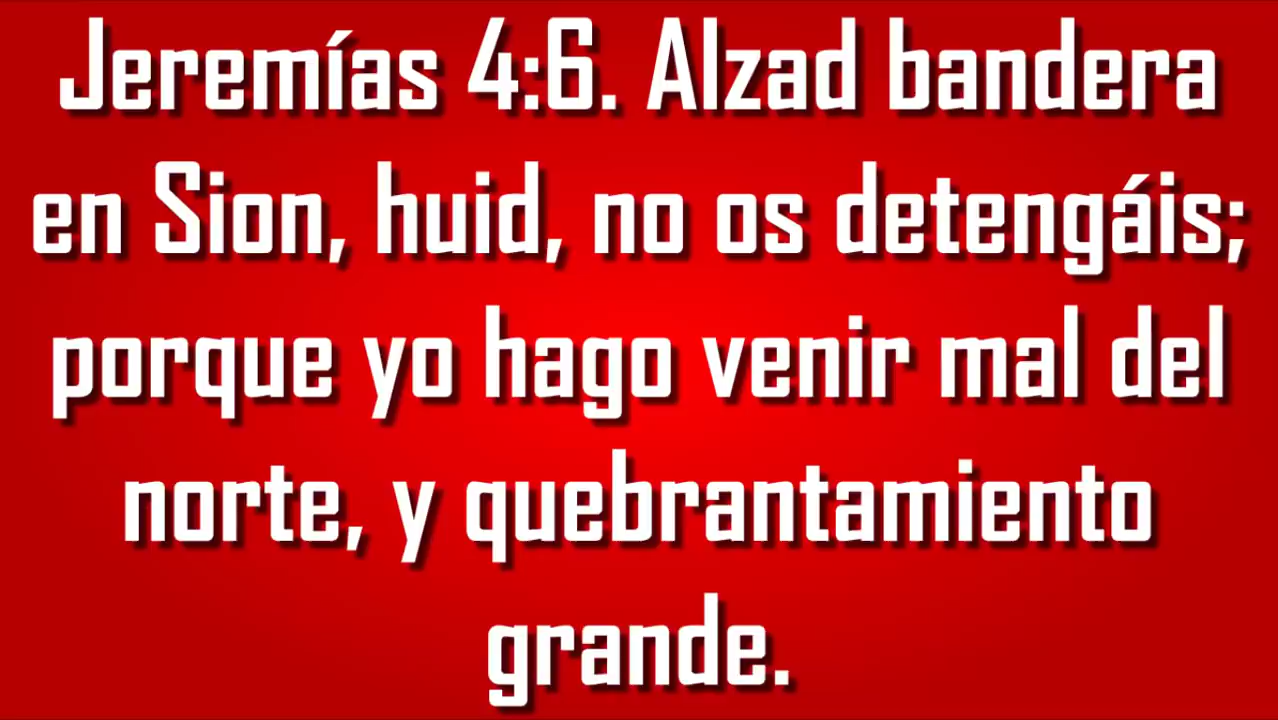 Jeremías 4:6. Alzad bandera
en Sion, huid, no os detengáis;
porque yo hago venir mal del
norte, y quebrantamiento
grande.